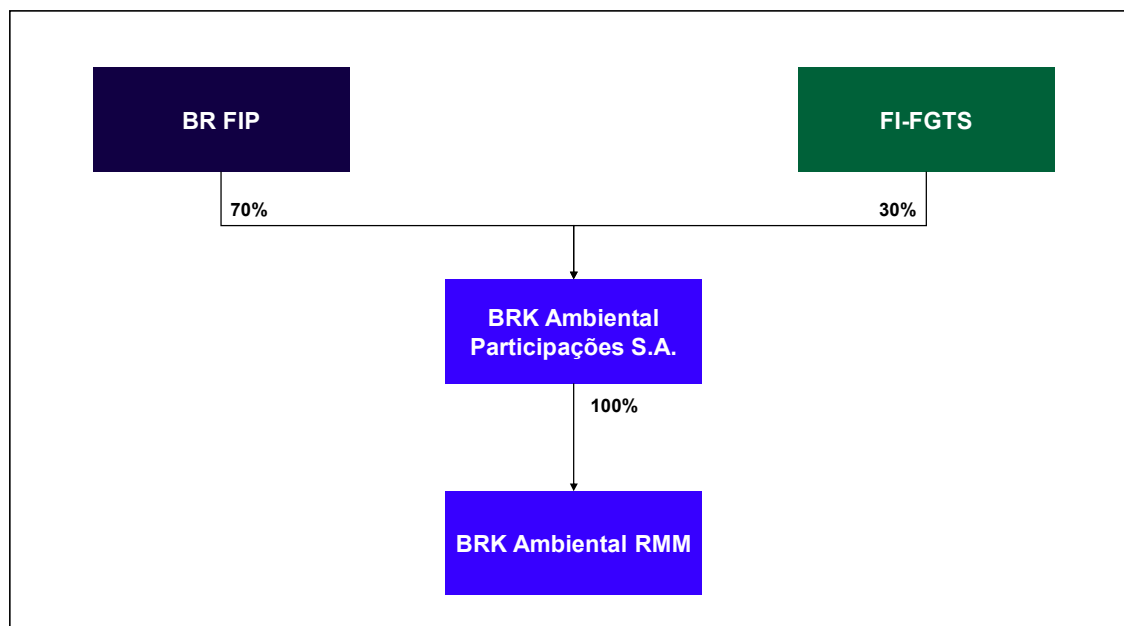 BR FIP
FI-FGTS
70%
30%
BRK Ambiental
Participações S.A.
100%
BRK Ambiental RMM